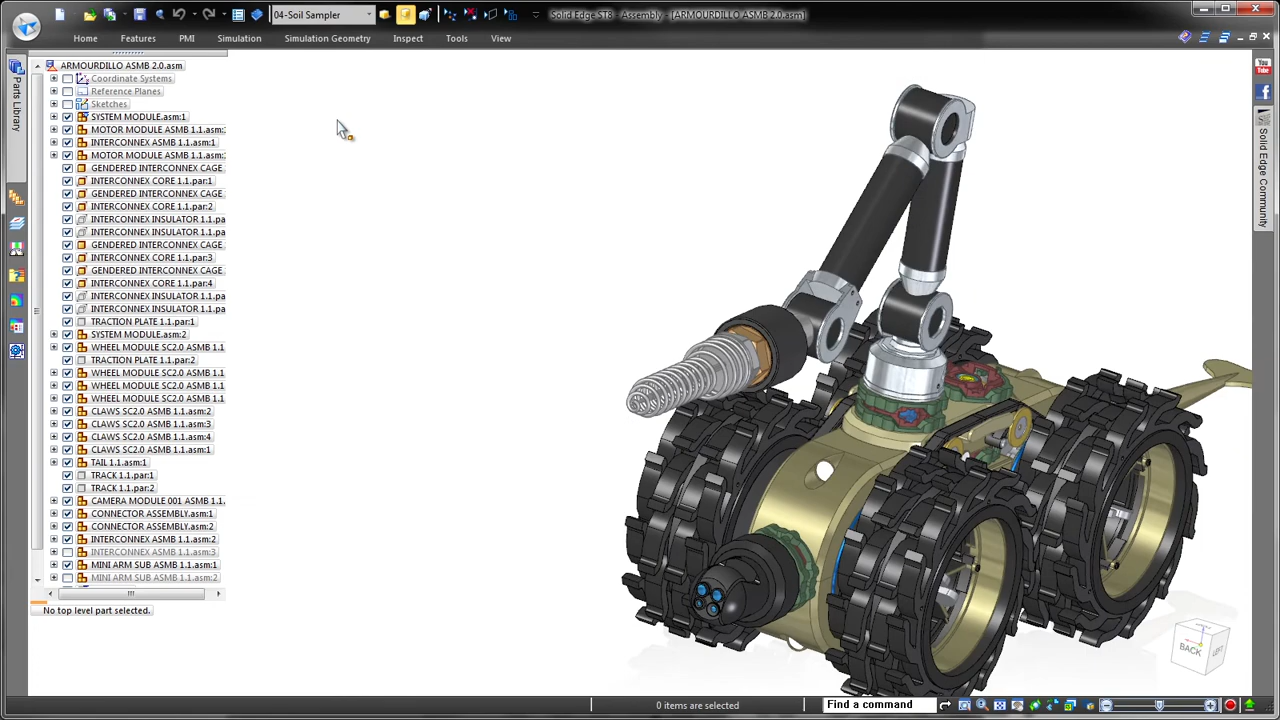 04-Soil Sampler
Solid Edge ST8 - Assembly - [ARMOURDILLO ASMB 2.0.asm]
Home Features PMI Simulation Simulation Geometry Inspect Tools View
Parts Library
ARMOURDILLO ASMB 2.0.asm
Coordinate Systems
Reference Planes
Sketches
SYSTEM MODULE.asm:1
MOTOR MODULE ASMB 1.1.asm:
INTERCONNEX ASMB 1.1.asm:1
MOTOR MODULE ASMB 1.1.asm:
GENDERED INTERCONNEX CAGE
INTERCONNEX CORE 1.1.par:1
GENDERED INTERCONNEX CAGE
INTERCONNEX CORE 1.1.par:2
INTERCONNEX INSULATOR 1.1.pa
INTERCONNEX INSULATOR 1.1.pa
GENDERED INTERCONNEX CAGE
INTERCONNEX CORE 1.1.par:3
GENDERED INTERCONNEX CAGE
INTERCONNEX CORE 1.1.par:4
INTERCONNEX INSULATOR 1.1.pa
INTERCONNEX INSULATOR 1.1.pa
TRACTION PLATE 1.1.par:1
SYSTEM MODULE.asm:2
WHEEL MODULE SC2.0 ASMB 1.1
TRACTION PLATE 1.1.par:2
WHEEL MODULE SC2.0 ASMB 1.1
WHEEL MODULE SC2.0 ASMB 1.1
WHEEL MODULE SC2.0 ASMB 1.1
CLAWS SC2.0 ASMB 1.1.asm:2
CLAWS SC2.0 ASMB 1.1.asm:3
CLAWS SC2.0 ASMB 1.1.asm:4
CLAWS SC2.0 ASMB 1.1.asm:1
TAIL 1.1.asm:1
TRACK 1.1.par:1
TRACK 1.1.par:2
CAMERA MODULE 001 ASMB 1.1.
CONNECTOR ASSEMBLY.asm:1
CONNECTOR ASSEMBLY.asm:2
INTERCONNEX ASMB 1.1.asm:2
INTERCONNEX ASMB 1.1.asm:3
MINI ARM SUB ASMB 1.1.asm:1
MINI ARM SUB ASMB 1.1.asm:2
No top level part selected.
You Tube
Solid Edge Community
BACK
LEFT
0 items are selected
Find a command